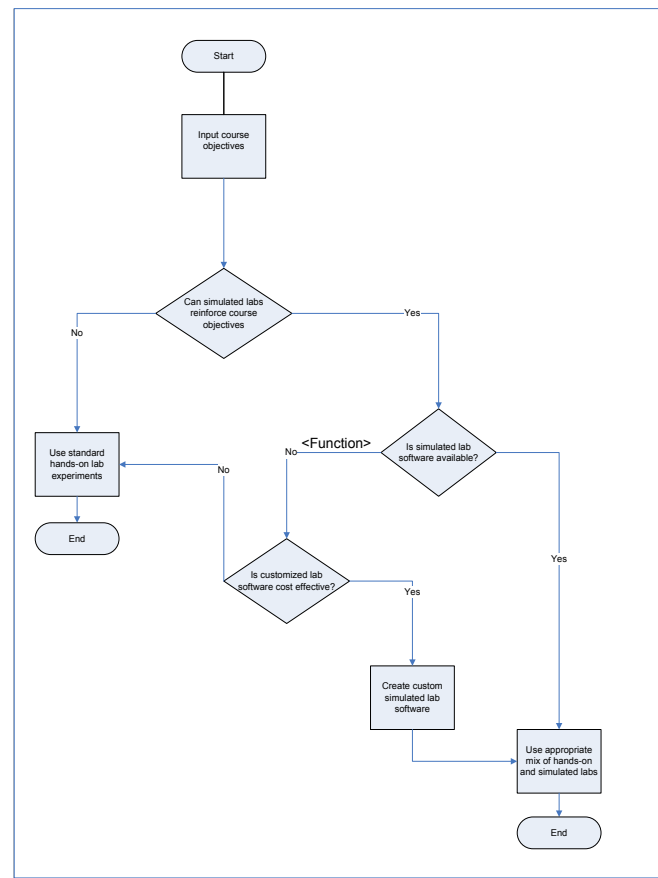 Start
Input course
objectives
Can simulated labs
reinforce course
objectives
No
Yes
Use standard
hands-on lab
experiments
End
<Function>
No
Is simulated lab
software available?
No
Is customized lab
software cost effective?
Yes
Yes
Create custom
simulated lab
software
Use appropriate
mix of hands-on
and simulated labs
End